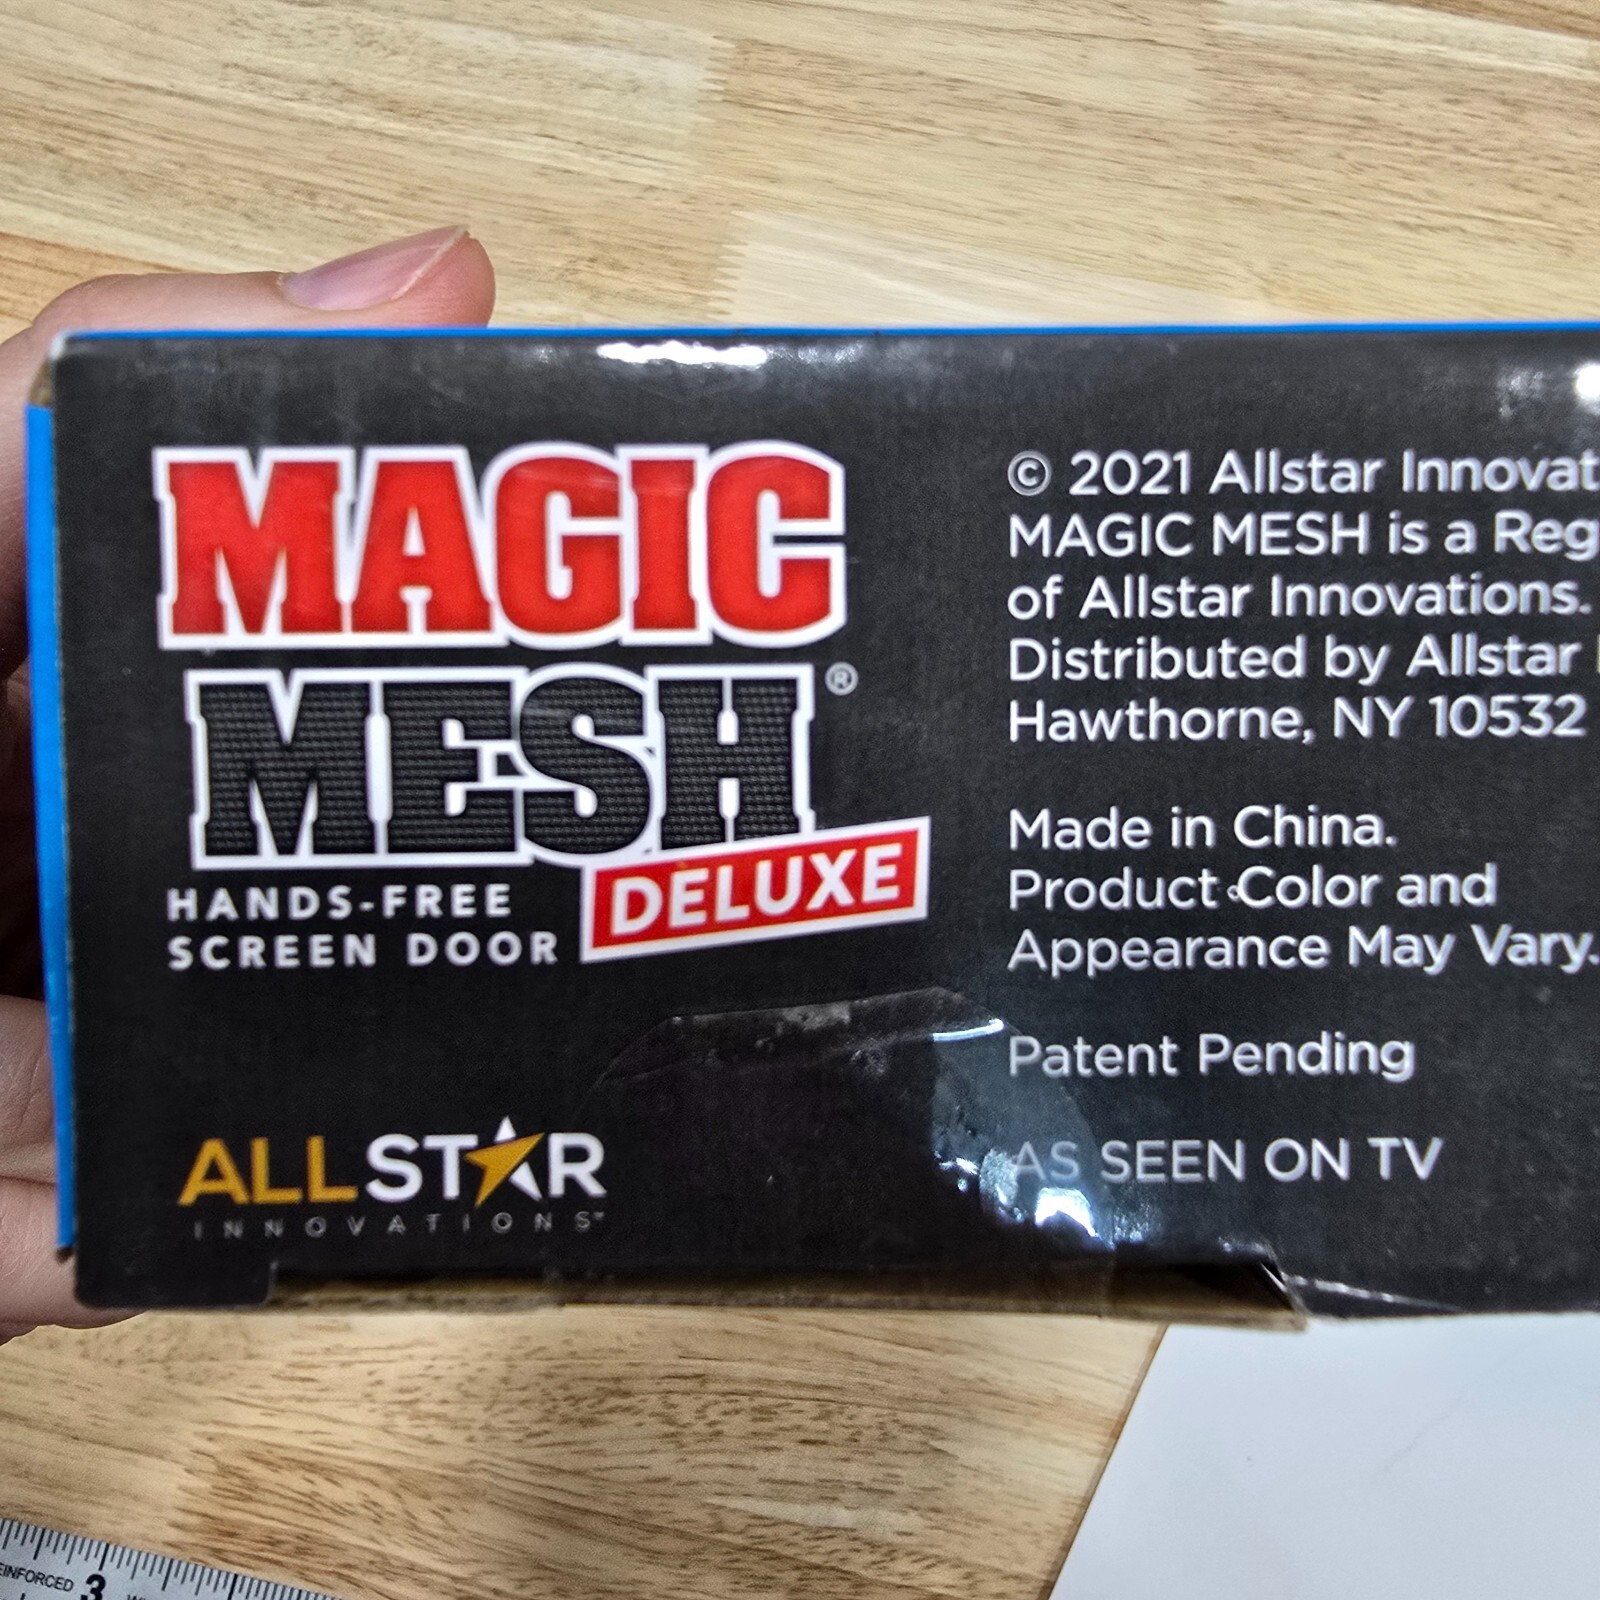 MAGIC
MESH®
DELUXE
HANDS-FREE
SCREEN DOOR
ALLSTAR
INNOVATIONS™
© 2021 Allstar Innovat
MAGIC MESH is a Reg
of Allstar Innovations.
Distributed by Allstar
Hawthorne, NY 10532
Made in China.
Product Color and
Appearance May Vary.
Patent Pending
AS SEEN ON TV
EINFORCED 3